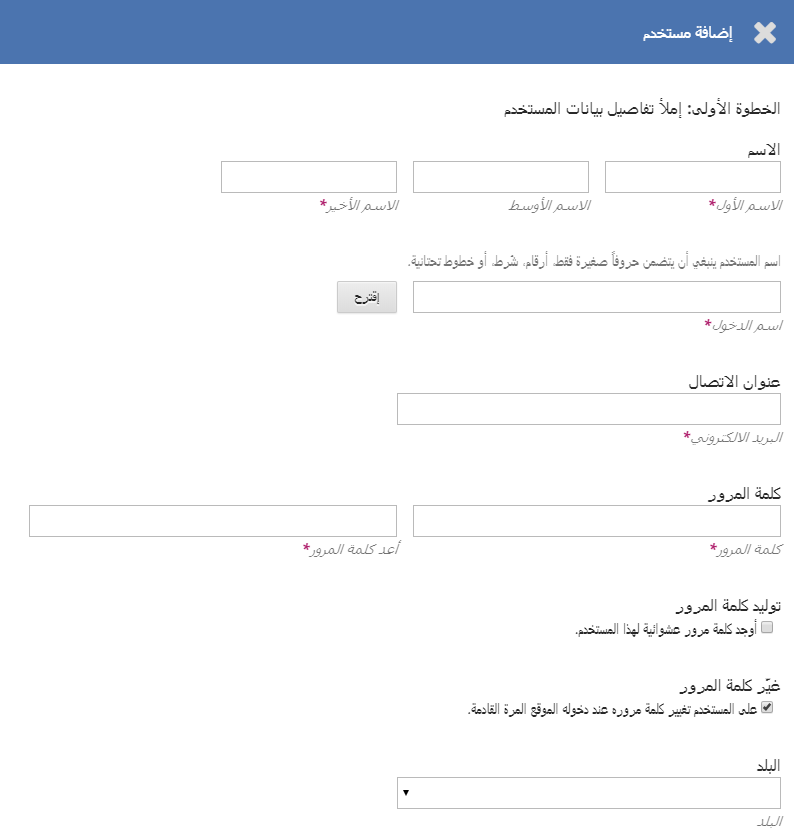 إضافة مستخدم
الخطوة الأولى: إملأ تفاصيل بيانات المستخدم
الاسم
الاسم الأول* الاسم الأوسط الاسم الأخير*
اسم المستخدم ينبغي أن يتضمن حروفاً صغيرة فقط، أرقام، شّرط، أو خطوط تحتانية.
إقترح
اسم الدخول*
عنوان الاتصال
البريد الالكتروني*
كلمة المرور
كلمة المرور* أعد كلمة المرور*
توليد كلمة المرور
أوجد كلمة مرور عشوائية لهذا المستخدم.
غيّر كلمة المرور
على المستخدم تغيير كلمة مروره عند دخوله الموقع المرة القادمة.
البلد
البلد